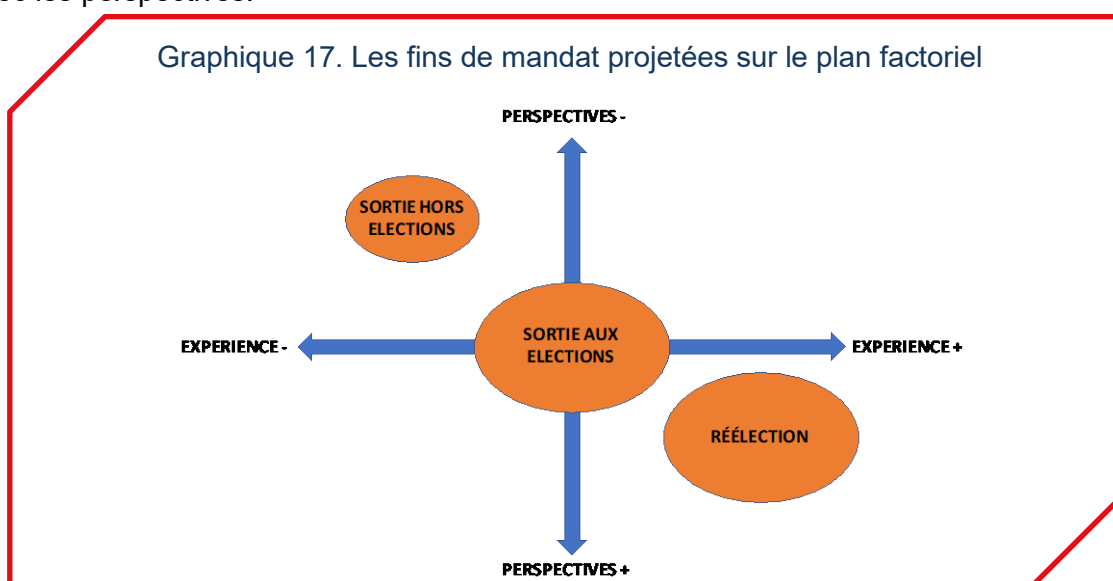 Graphique 17. Les fins de mandat projetées sur le plan factoriel
PERSPECTIVES -
SORTIE HORS
ELECTIONS
EXPERIENCE -
SORTIE AUX
ELECTIONS
EXPERIENCE +
RÉÉLECTION
PERSPECTIVES +